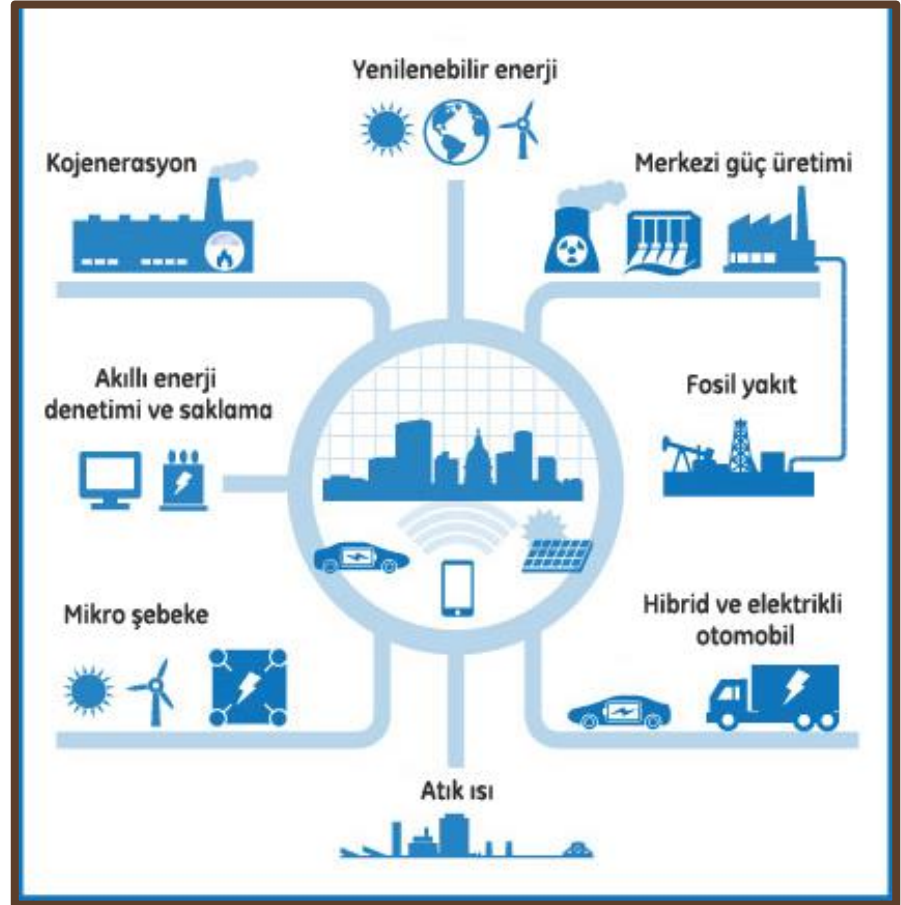 Yenilenebilir enerji
Kojenerasyon
Merkezi güç üretimi
Akıllı enerji
denetimi ve saklama
Fosil yakıt
Mikro şebeke
Hibrid ve elektrikli
otomobil
Atık ısı